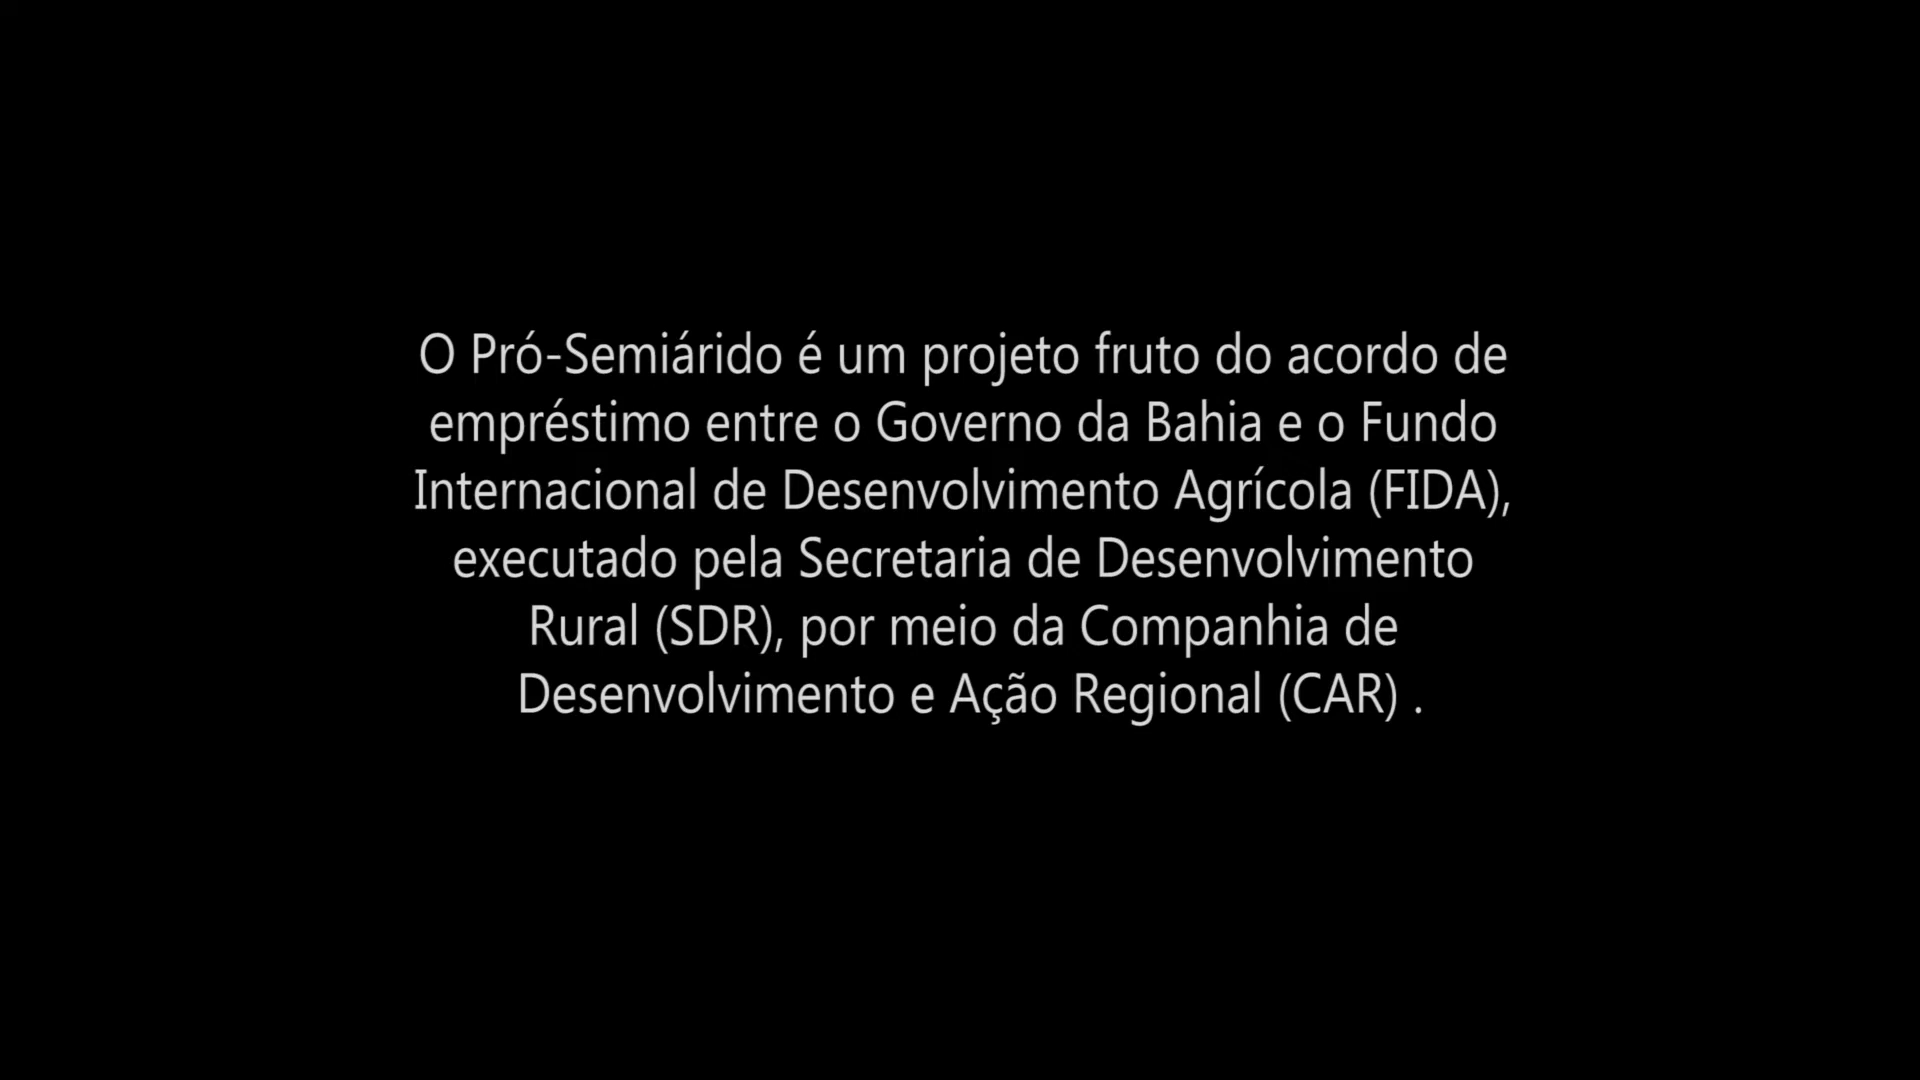 O Pró-Semiárido é um projeto fruto do acordo de
empréstimo entre o Governo da Bahia e o Fundo
Internacional de Desenvolvimento Agrícola (FIDA),
executado pela Secretaria de Desenvolvimento
Rural (SDR), por meio da Companhia de
Desenvolvimento e Ação Regional (CAR) .